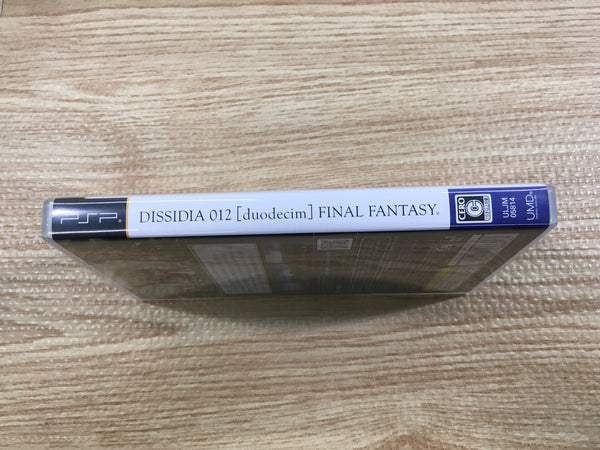 PSP
DISSIDIA 012 [duodecim] FINAL FANTASY®
CERO
C
ULJM
05814
UMD